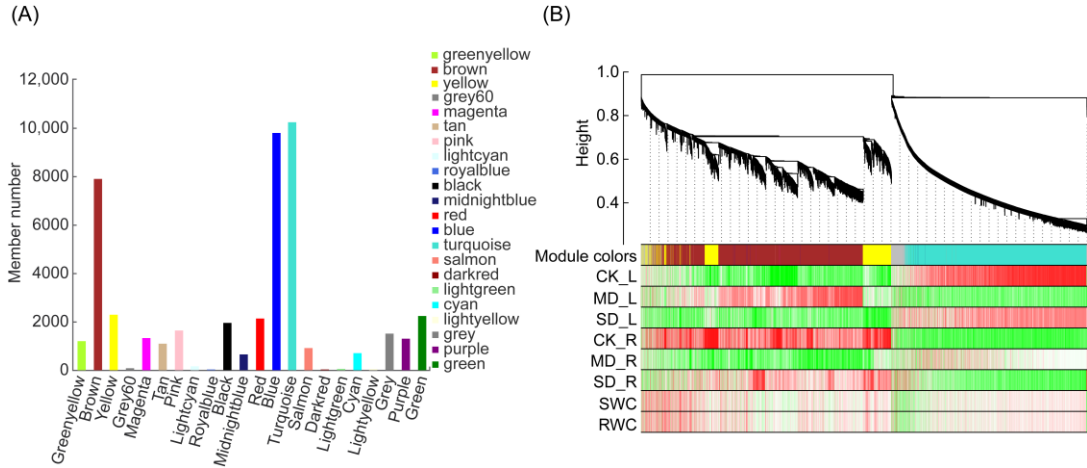 (A)
Member number
12,000
10,000
8000
6000
4000
2000
0
Greenyellow
Brown
Yellow
Grey60
Magenta
Tan
Pink
Lightcyan
Royalblue
Black
Midnightblue
Red
Blue
Turquoise
Salmon
Darkred
Lightgreen
Cyan
Lightyellow
Grey
Purple
Green
greenyellow
brown
yellow
grey60
magenta
tan
pink
lightcyan
royalblue
black
midnightblue
red
blue
turquoise
salmon
darkred
lightgreen
cyan
lightyellow
grey
purple
green
(B)
Height
1.0
0.8
0.6
0.4
Module colors
CK_L
MD_L
SD_L
CK_R
MD_R
SD_R
SWC
RWC